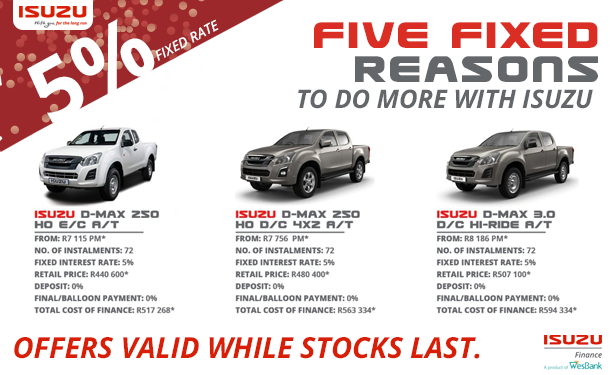 ISUZU
With you, for the long run
5% FIXED RATE
FIVE FIXED
REASONS
TO DO MORE WITH ISUZU
ISUZU D-MAX 250
HO E/C A/T
FROM: R7 115 PM*
NO. OF INSTALMENTS: 72
FIXED INTEREST RATE: 5%
RETAIL PRICE: R440 600*
DEPOSIT: 0%
FINAL/BALLOON PAYMENT: 0%
TOTAL COST OF FINANCE: R517 268*
ISUZU D-MAX 250
HO D/C 4X2 A/T
FROM: R7 756  PM*
NO. OF INSTALMENTS: 72
FIXED INTEREST RATE: 5%
RETAIL PRICE: R480 400*
DEPOSIT: 0%
FINAL/BALLOON PAYMENT: 0%
TOTAL COST OF FINANCE: R563 334*
ISUZU D-MAX 3.0
D/C HI-RIDE A/T
FROM: R8 186 PM*
NO. OF INSTALMENTS: 72
FIXED INTEREST RATE: 5%
RETAIL PRICE: R507 100*
DEPOSIT: 0%
FINAL/BALLOON PAYMENT: 0%
TOTAL COST OF FINANCE: R594 334*
OFFERS VALID WHILE STOCKS LAST.
ISUZU
Finance
A product of WesBank